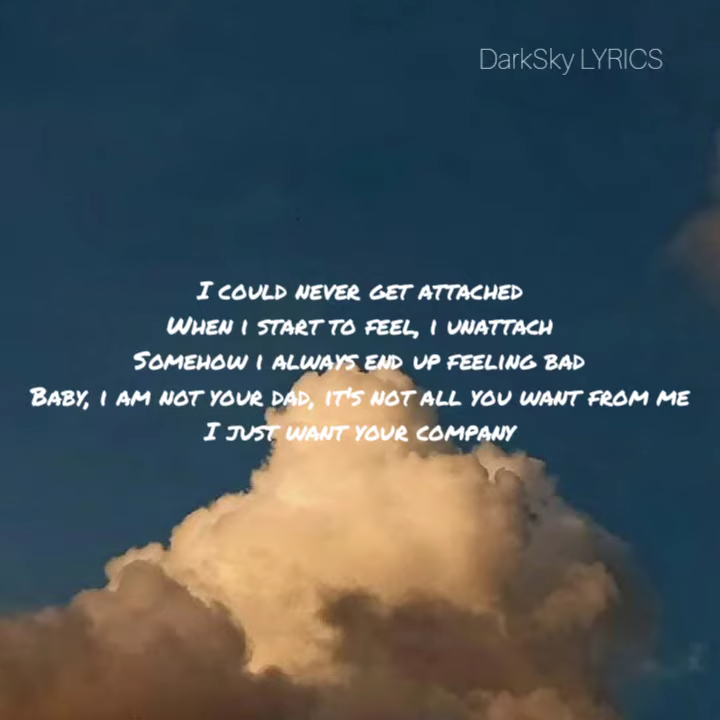 DarkSky LYRICS
I COULD NEVER GET ATTACHED
WHEN I START TO FEEL, I UNATTACH
SOMEHOW I ALWAYS END UP FEELING BAD
BABY, I AM NOT YOUR DAD, IT'S NOT ALL YOU WANT FROM ME
I JUST WANT YOUR COMPANY